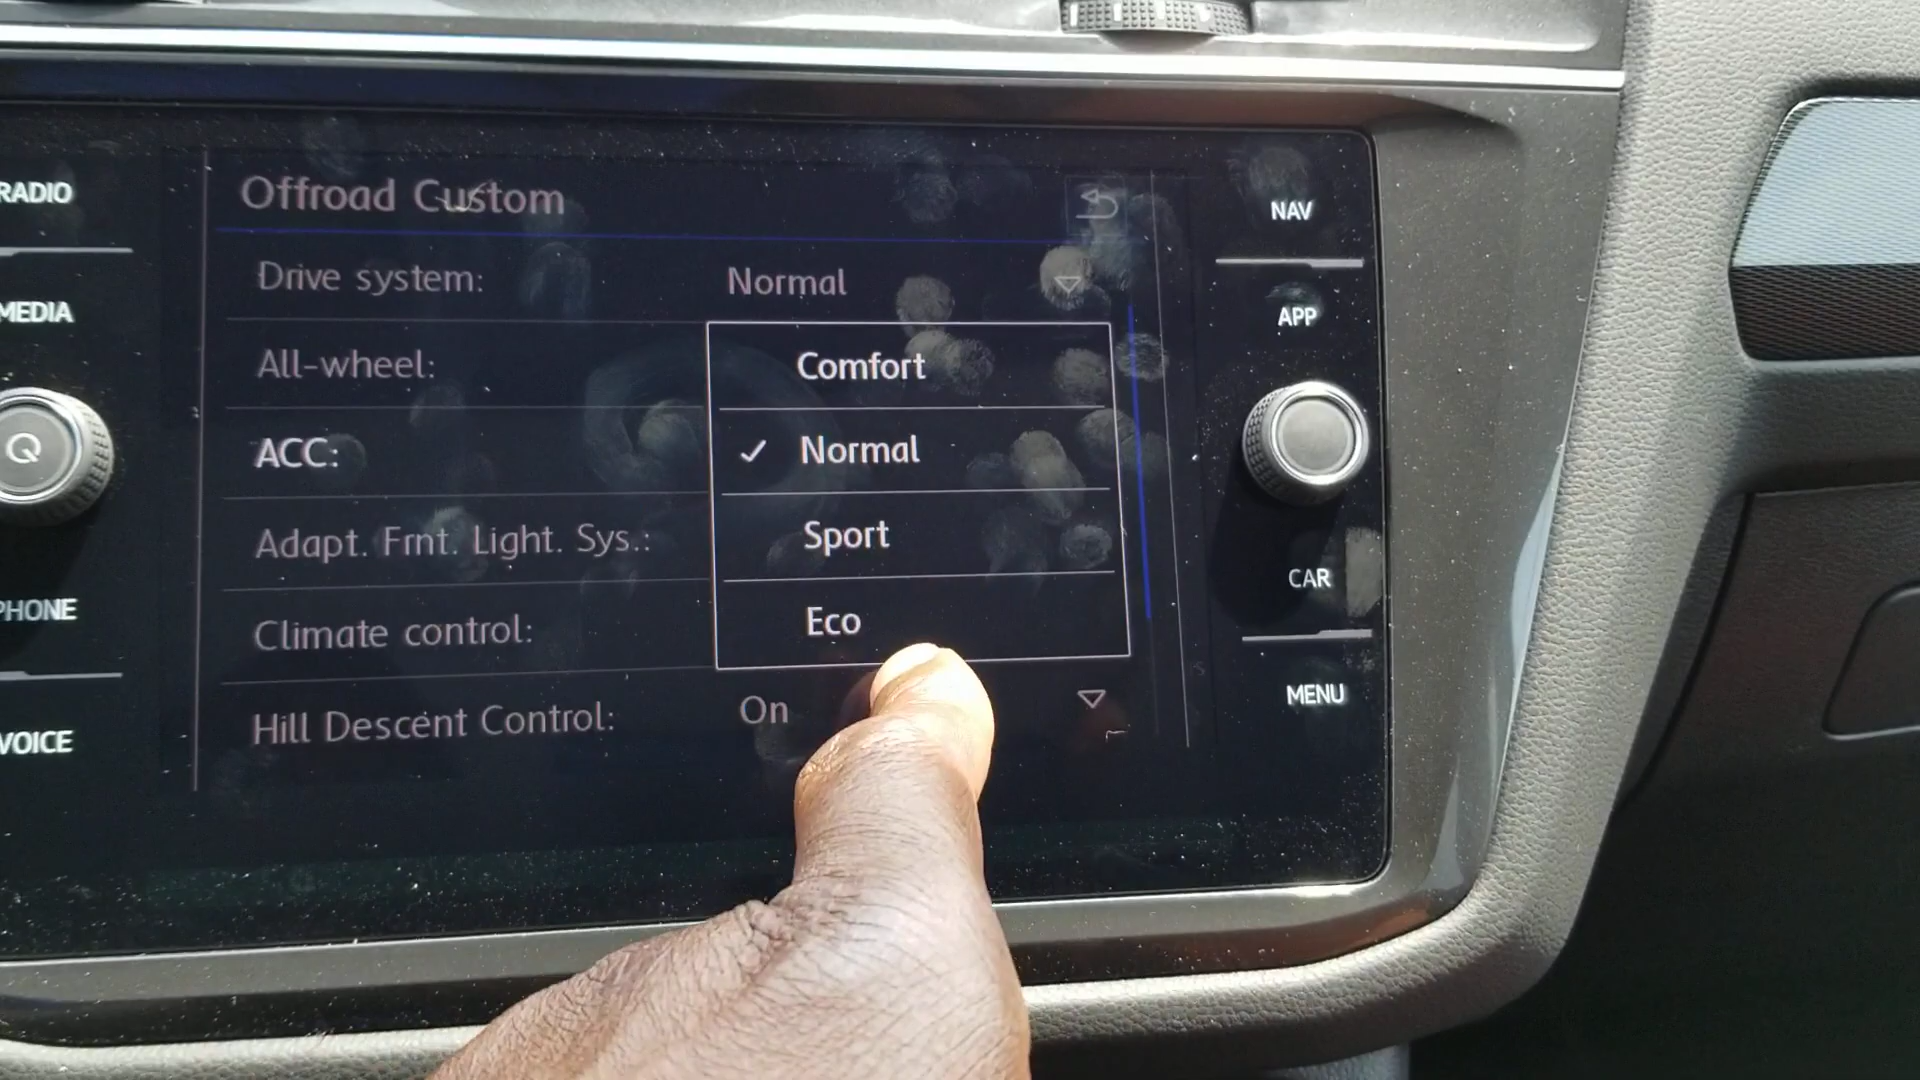 Offroad Custom
Drive system: Normal
All-wheel:
ACC:
Adapt. Frnt. Light. Sys.:
Climate control:
Hill Descent Control: On
Comfort
Normal
Sport
Eco
RADIO
MEDIA
PHONE
VOICE
NAV
APP
CAR
MENU